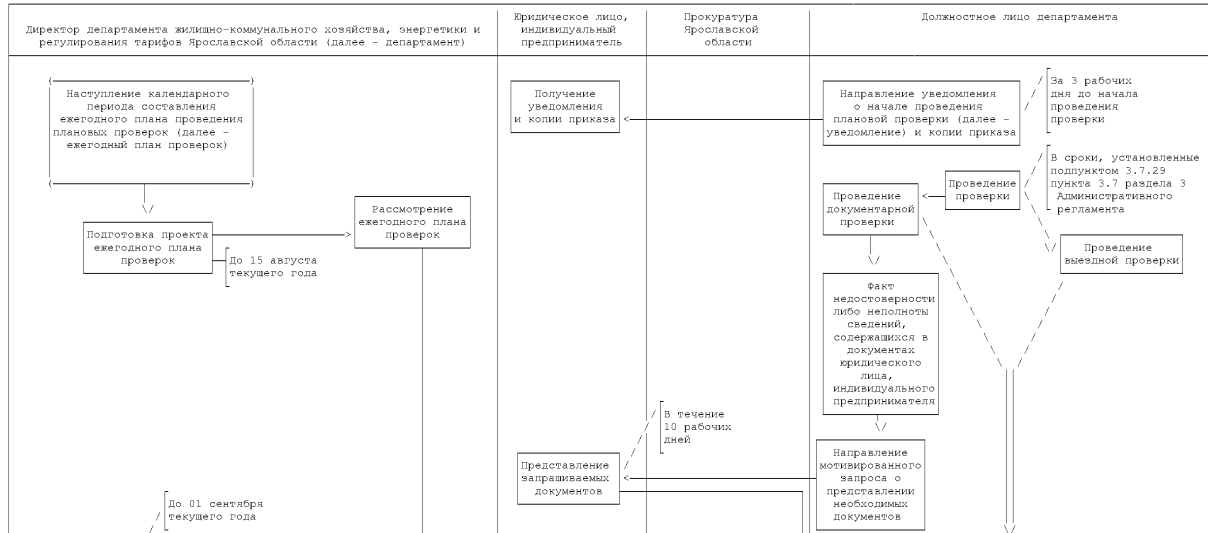 Директор департамента жилищно-коммунального хозяйства, энергетики и
регулирования тарифов Ярославской области (далее - департамент)
Юридическое лицо,
индивидуальный
предприниматель
Прокуратура
Ярославской
области
Должностное лицо департамента
Наступление календарного
периода составления
ежегодного плана проведения
плановых проверок (далее -
ежегодный план проверок)
Получение
уведомления
и копии приказа
Направление уведомления
о начале проведения
плановой проверки (далее -
уведомление) и копии приказа
За 3 рабочих
дня до начала
проведения
проверки
В сроки, установленные
подпунктом 3.7.29
пункта 3.7 раздела 3
Административного
регламента
Проведение
проверки
Проведение
документарной
проверки
Рассмотрение
ежегодного плана
проверок
Подготовка проекта
ежегодного плана
проверок
До 15 августа
текущего года
Проведение
выездной проверки
Факт
недостоверности
либо неполноты
сведений,
содержащихся в
документах
юридического
лица,
индивидуального
предпринимателя
В течение
10 рабочих
дней
Представление
запрашиваемых
документов
Направление
мотивированного
запроса о
представлении
необходимых
документов
До 01 сентября
текущего года